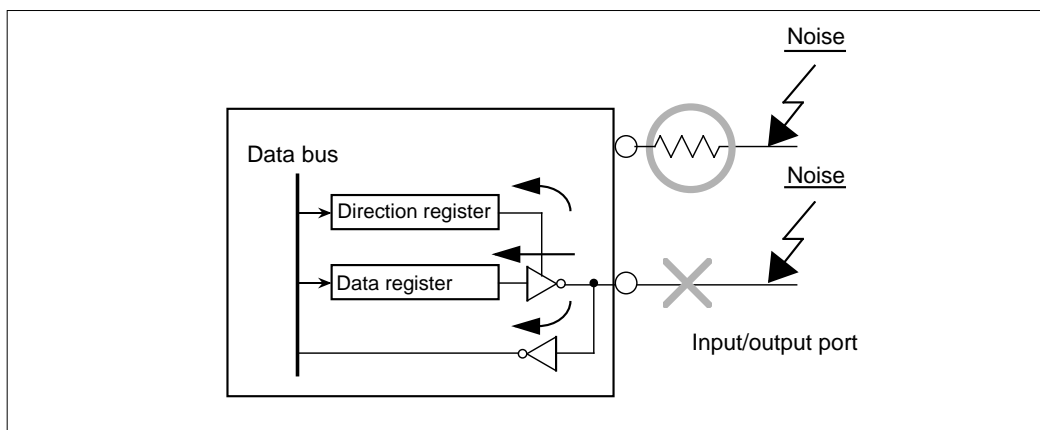 Noise
Data bus
Noise
Direction register
Data register
Input/output port